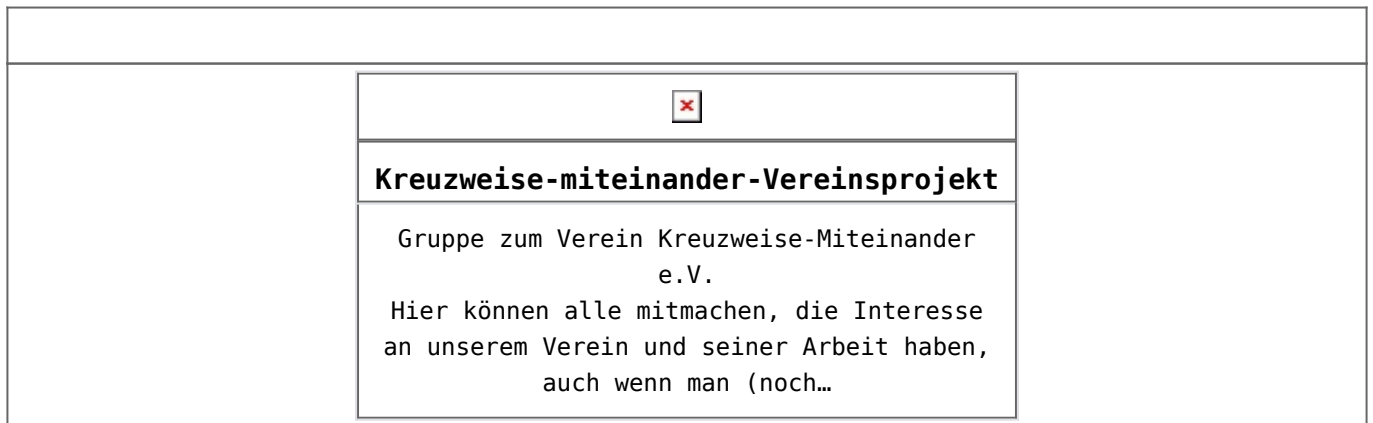 Kreuzweise-miteinander-Vereinsprojekt
Gruppe zum Verein Kreuzweise-Miteinander
e.V.
Hier können alle mitmachen, die Interesse
an unserem Verein und seiner Arbeit haben,
auch wenn man (noch…